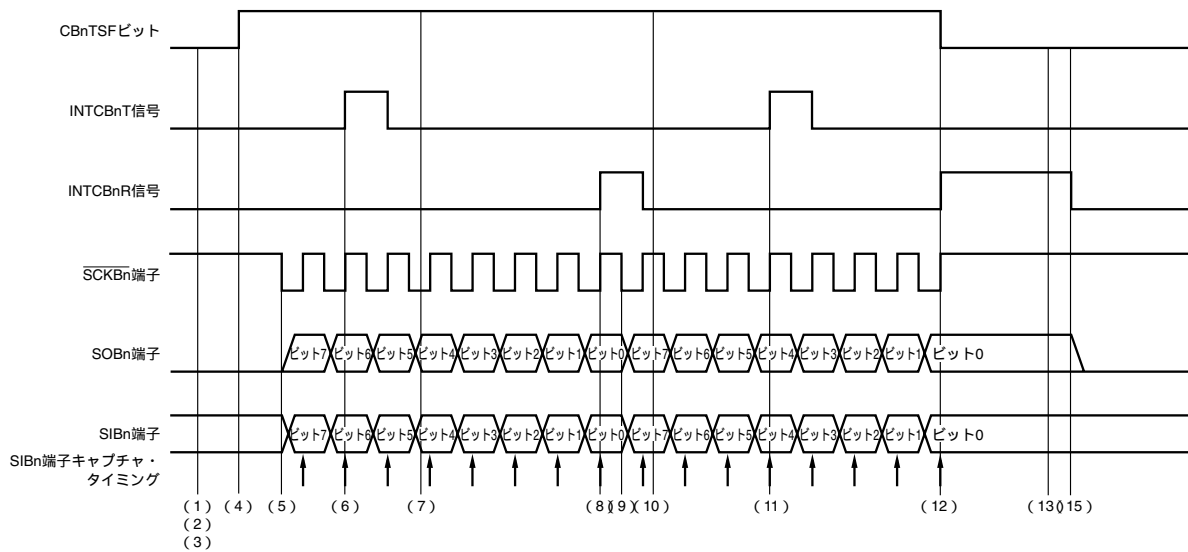 CBnTSFビット
INTCBnT信号
INTCBnR信号
SCKBn端子
SOBn端子
ビット7 ビット6 ビット5 ビット4 ビット3 ビット2 ビット1 ビット0 ビット7 ビット6 ビット5 ビット4 ビット3 ビット2 ビット1 ビット0
SIBn端子
ビット7 ビット6 ビット5 ビット4 ビット3 ビット2 ビット1 ビット0 ビット7 ビット6 ビット5 ビット4 ビット3 ビット2 ビット1 ビット0
SIBn端子キャプチャ・
タイミング
(1) (4) (5) (6) (7) (8)(9)(10) (11) (12) (13)(15)
(2)
(3)